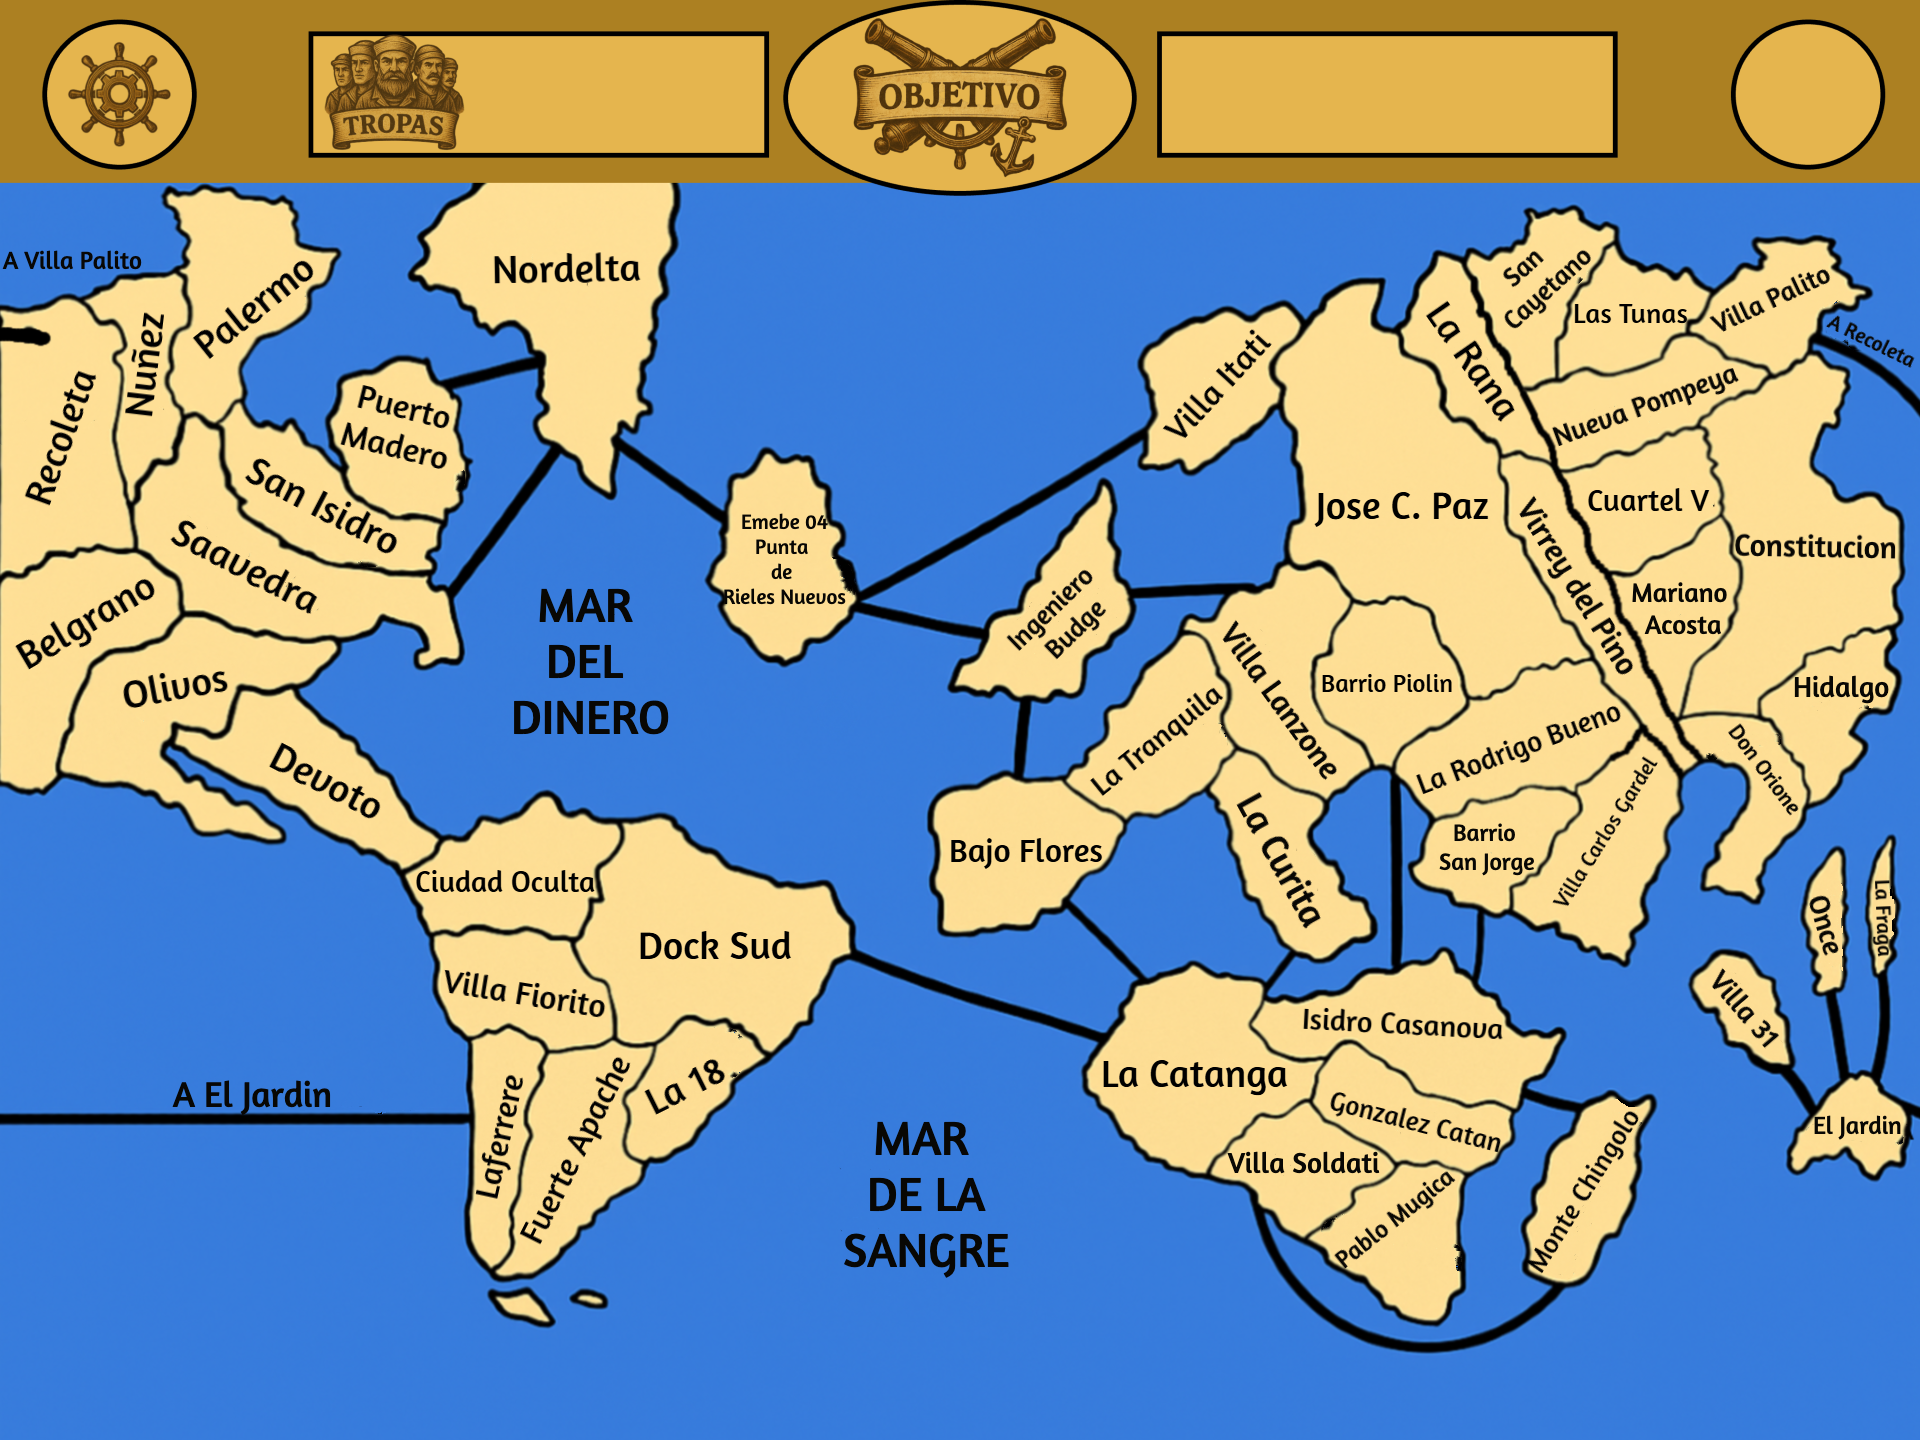 TROPAS
OBJETIVO
A Villa Palito
Nordelta
Palermo
Nuñez
Recoleta
Puerto
Madero
San Isidro
Saavedra
Belgrano
Olivos
Devoto
Emebe 04
Punta
de
Rieles Nuevos
MAR
DEL
DINERO
Villa Itati
Jose C. Paz
La Rana
San
Cayetano
Las Tunas
Villa Palito
A Recoleta
Nueva Pompeya
Cuartel V
Constitucion
Virrey del Pino
Mariano
Acosta
Hidalgo
Ingeniero
Budge
Villa Lanzone
Barrio Piolin
La Tranquila
La Rodrigo Bueno
Don Orione
Villa Carlos Gardel
Barrio
San Jorge
Bajo Flores
La Curita
Ciudad Oculta
Dock Sud
Villa Fiorito
La 18
Fuerte Apache
Laferrere
A El Jardin
MAR
DE LA
SANGRE
La Catanga
Isidro Casanova
Gonzalez Catan
Villa Soldati
Pablo Mugica
Monte Chingolo
Villa 31
Once
La Fraga
El Jardin